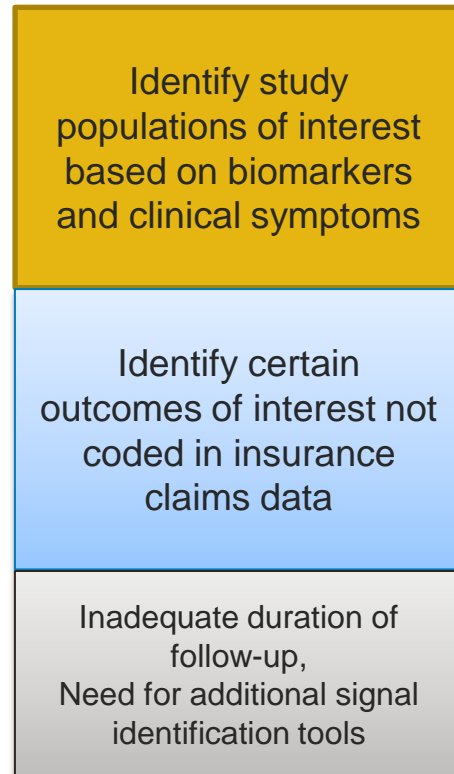 Identify study
populations of interest
based on biomarkers
and clinical symptoms
Identify certain
outcomes of interest not
coded in insurance
claims data
Inadequate duration of
follow-up,
Need for additional signal
identification tools